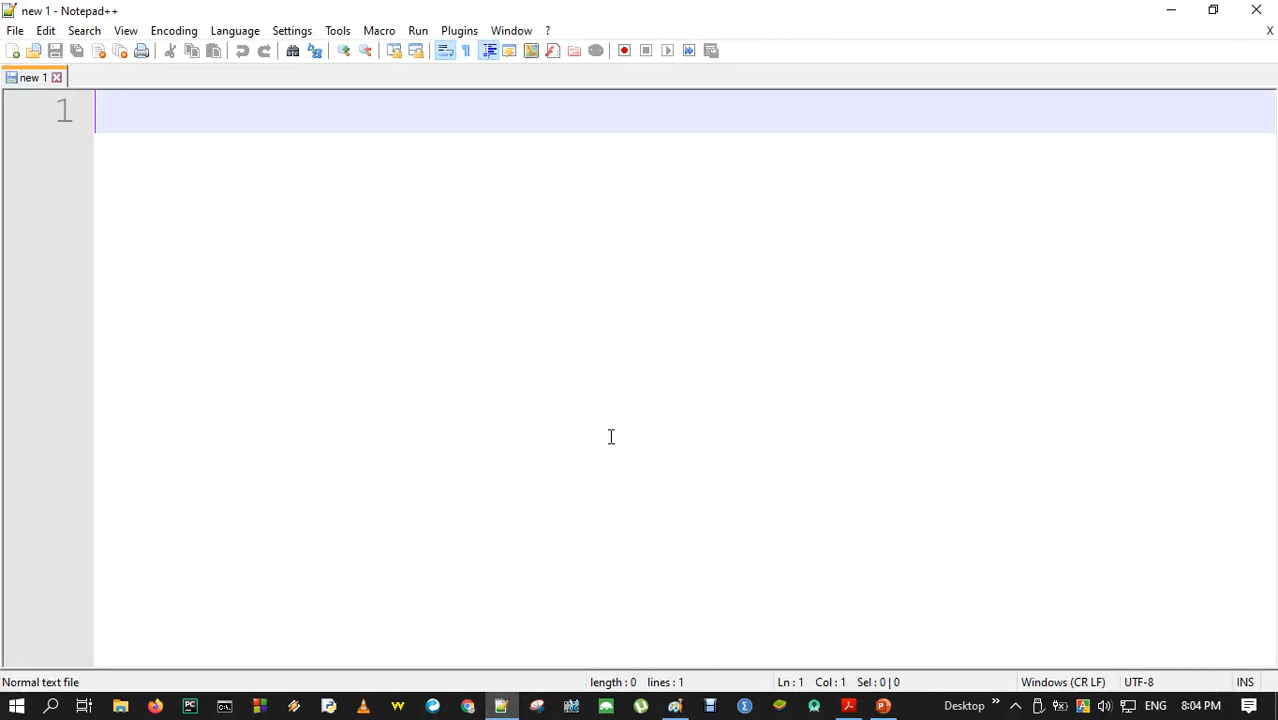 new 1 - Notepad++
File Edit Search View Encoding Language Settings Tools Macro Run Plugins Window ? X
new 1
1
Normal text file length : 0 lines : 1 Ln : 1 Col : 1 Sel : 0 | 0 Windows (CR LF) UTF-8 INS
Desktop ENG 8:04 PM